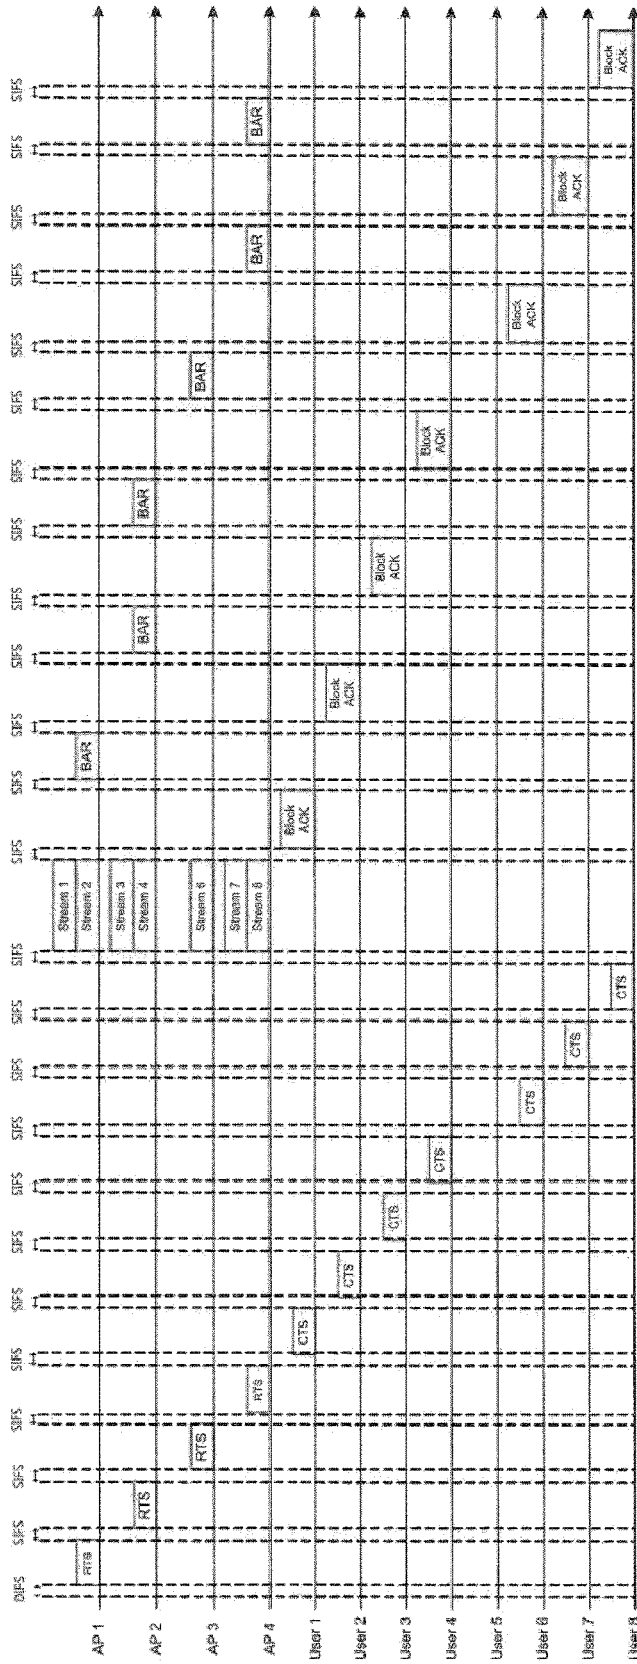 DIFS SIFS SIFS SIFS SIFS SIFS SIFS SIFS SIFS SIFS SIFS SIFS SIFS SIFS SIFS SIFS SIFS SIFS SIFS SIFS SIFS SIFS SIFS SIFS SIFS
Stream 1
AP 1 RTS Stream 2 BAR
Stream 3
AP 2 RTS Stream 4 BAR BAR
AP 3 RTS Stream 6 BAR
Stream 7
AP 4 RTS Stream 8 BAR BAR
User 1 CTS Block
ACK
User 2 CTS Block
ACK
User 3 CTS Block
ACK
User 4 CTS Block
ACK
User 5
User 6 CTS Block
ACK
User 7 CTS Block
ACK
User 8 CTS Block
ACK